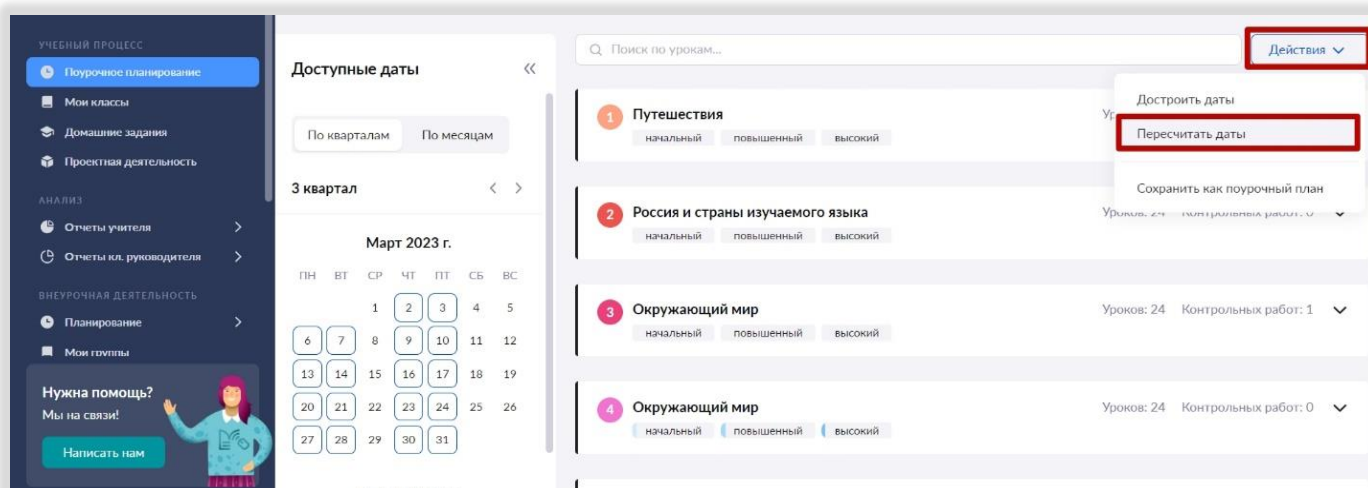 УЧЕБНЫЙ ПРОЦЕСС
Поурочное планирование
Мои классы
Домашние задания
Проектная деятельность
АНАЛИЗ
Отчеты учителя
Отчеты кл. руководителя
ВНЕУРОЧНАЯ ДЕЯТЕЛЬНОСТЬ
Планирование
Мои группы
Нужна помощь?
Мы на связи!
Написать нам
Доступные даты
По кварталам По месяцам
3 квартал
Март 2023 г.
ПН ВТ СР ЧТ ПТ СБ ВС
1 2 3 4 5
6 7 8 9 10 11 12
13 14 15 16 17 18 19
20 21 22 23 24 25 26
27 28 29 30 31
Поиск по урокам...
Действия
Достроить даты
Пересчитать даты
Сохранить как поурочный план
1 Путешествия
начальный повышенный высокий
2 Россия и страны изучаемого языка Уроков: 24 Контрольных работ: 0
начальный повышенный высокий
3 Окружающий мир Уроков: 24 Контрольных работ: 1
начальный повышенный высокий
4 Окружающий мир Уроков: 24 Контрольных работ: 0
начальный повышенный высокий